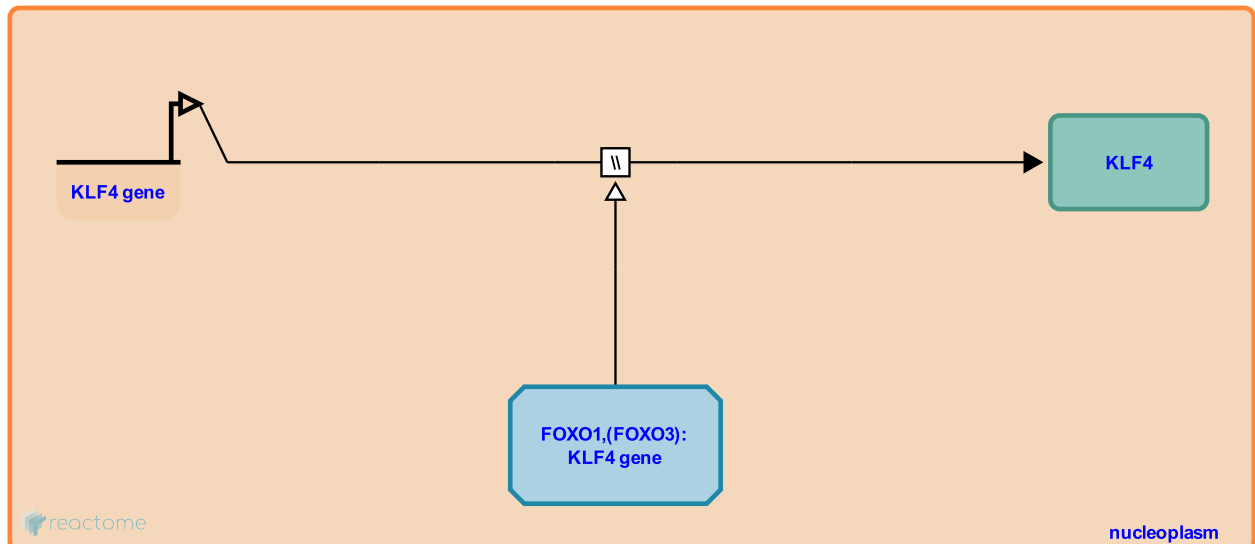 KLF4 gene
\\
KLF4
FOXO1,(FOXO3):
KLF4 gene
reactome
nucleoplasm